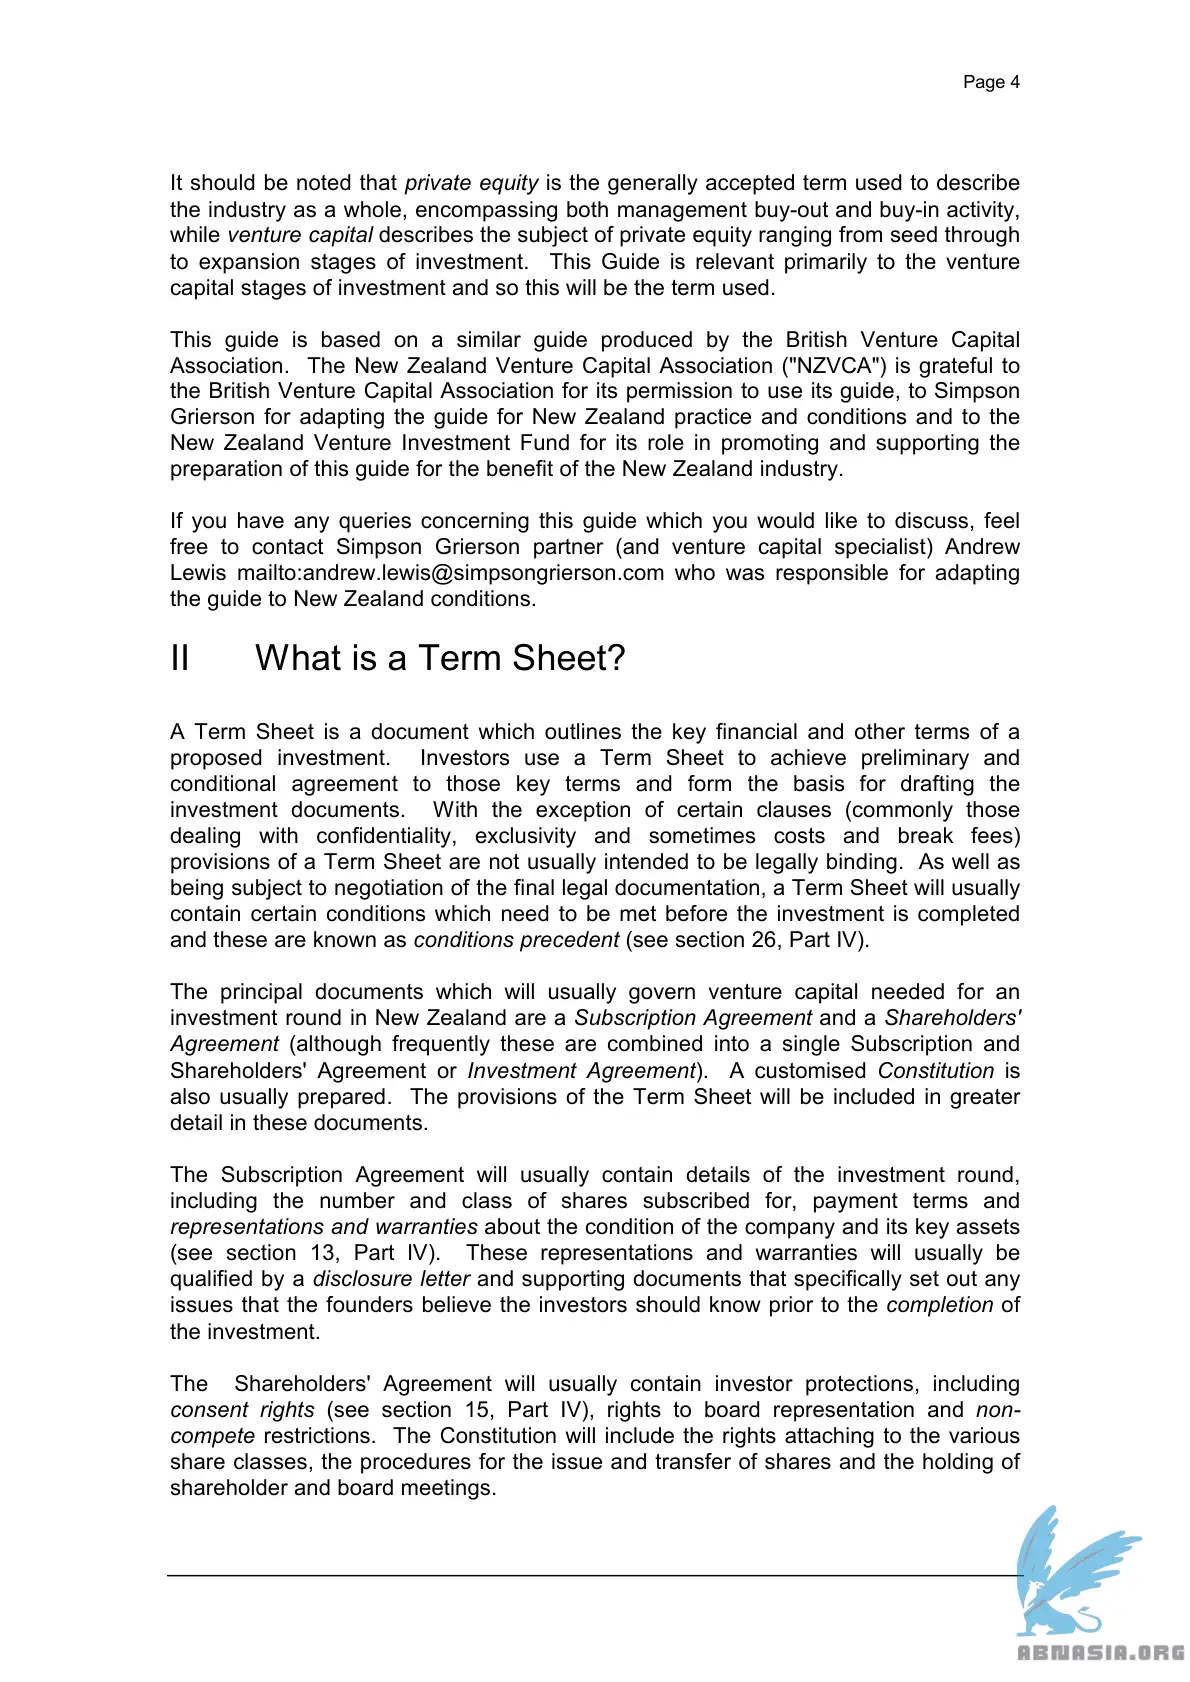 Page 4
It should be noted that private equity is the generally accepted term used to describe
the industry as a whole, encompassing both management buy-out and buy-in activity,
while venture capital describes the subject of private equity ranging from seed through
to expansion stages of investment. This Guide is relevant primarily to the venture
capital stages of investment and so this will be the term used.
This guide is based on a similar guide produced by the British Venture Capital
Association. The New Zealand Venture Capital Association ("NZVCA") is grateful to
the British Venture Capital Association for its permission to use its guide, to Simpson
Grierson for adapting the guide for New Zealand practice and conditions and to the
New Zealand Venture Investment Fund for its role in promoting and supporting the
preparation of this guide for the benefit of the New Zealand industry.
If you have any queries concerning this guide which you would like to discuss, feel
free to contact Simpson Grierson partner (and venture capital specialist) Andrew
Lewis mailto:andrew.lewis@simpsongrierson.com who was responsible for adapting
the guide to New Zealand conditions.
II What is a Term Sheet?
A Term Sheet is a document which outlines the key financial and other terms of a
proposed investment. Investors use a Term Sheet to achieve preliminary and
conditional agreement to those key terms and form the basis for drafting the
investment documents. With the exception of certain clauses (commonly those
dealing with confidentiality, exclusivity and sometimes costs and break fees)
provisions of a Term Sheet are not usually intended to be legally binding. As well as
being subject to negotiation of the final legal documentation, a Term Sheet will usually
contain certain conditions which need to be met before the investment is completed
and these are known as conditions precedent (see section 26, Part IV).
The principal documents which will usually govern venture capital needed for an
investment round in New Zealand are a Subscription Agreement and a Shareholders'
Agreement (although frequently these are combined into a single Subscription and
Shareholders' Agreement or Investment Agreement). A customised Constitution is
also usually prepared. The provisions of the Term Sheet will be included in greater
detail in these documents.
The Subscription Agreement will usually contain details of the investment round,
including the number and class of shares subscribed for, payment terms and
representations and warranties about the condition of the company and its key assets
(see section 13, Part IV). These representations and warranties will usually be
qualified by a disclosure letter and supporting documents that specifically set out any
issues that the founders believe the investors should know prior to the completion of
the investment.
The Shareholders' Agreement will usually contain investor protections, including
consent rights (see section 15, Part IV), rights to board representation and non-
compete restrictions. The Constitution will include the rights attaching to the various
share classes, the procedures for the issue and transfer of shares and the holding of
shareholder and board meetings.
ABNASIA.ORG